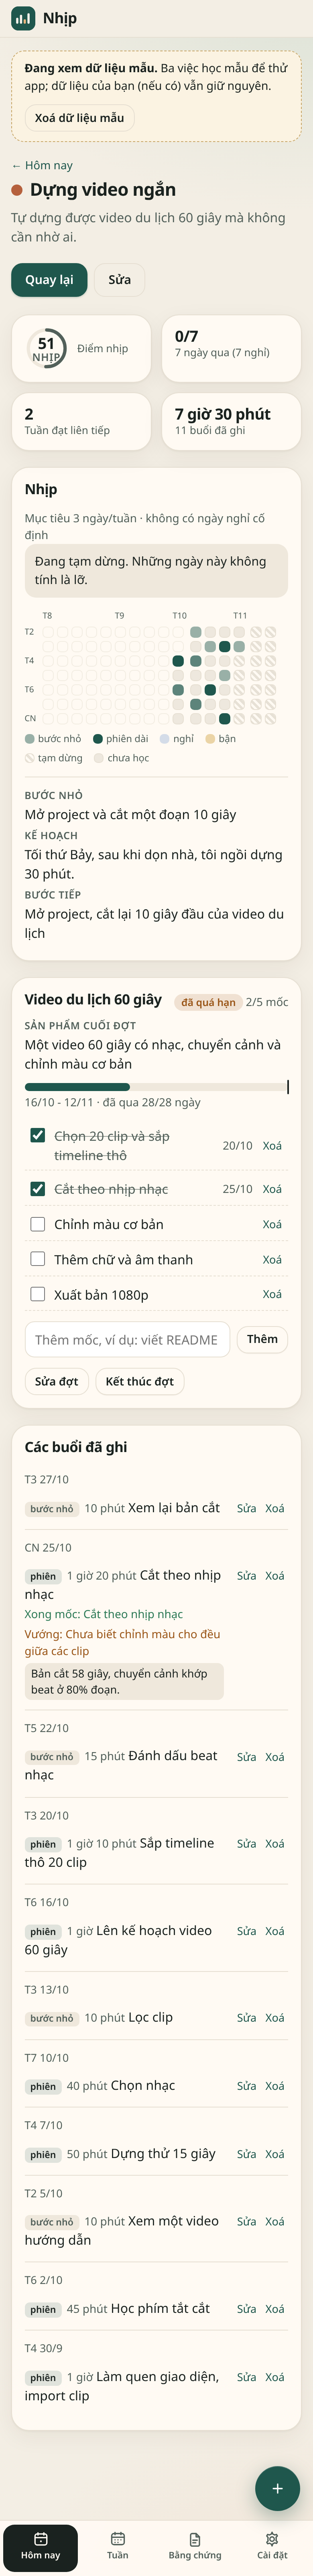 Nhịp
Đang xem dữ liệu mẫu. Ba việc học mẫu để thử
app; dữ liệu của bạn (nếu có) vẫn giữ nguyên.
Xoá dữ liệu mẫu
← Hôm nay
Dựng video ngắn
Tự dựng được video du lịch 60 giây mà không
cần nhờ ai.
Quay lại
Sửa
51
NHỊP
Điểm nhịp
0/7
7 ngày qua (7 nghỉ)
2
Tuần đạt liên tiếp
7 giờ 30 phút
11 buổi đã ghi
Nhịp
Mục tiêu 3 ngày/tuần · không có ngày nghỉ cố
định
Đang tạm dừng. Những ngày này không
tính là lỡ.
T8 T9 T10 T11
T2
T4
T6
CN
bước nhỏ phiên dài nghỉ bận
tạm dừng chưa học
BƯỚC NHỎ
Mở project và cắt một đoạn 10 giây
KẾ HOẠCH
Tối thứ Bảy, sau khi dọn nhà, tôi ngồi dựng
30 phút.
BƯỚC TIẾP
Mở project, cắt lại 10 giây đầu của video du
lịch
Video du lịch 60 giây đã quá hạn 2/5 mốc
SẢN PHẨM CUỐI ĐỢT
Một video 60 giây có nhạc, chuyển cảnh và
chỉnh màu cơ bản
16/10 - 12/11 · đã qua 28/28 ngày
Chọn 20 clip và sắp
timeline thô
20/10 Xoá
Cắt theo nhịp nhạc 25/10 Xoá
Chỉnh màu cơ bản Xoá
Thêm chữ và âm thanh Xoá
Xuất bản 1080p Xoá
Thêm mốc, ví dụ: viết README
Thêm
Sửa đợt
Kết thúc đợt
Các buổi đã ghi
T3 27/10
bước nhỏ 10 phút Xem lại bản cắt Sửa Xoá
CN 25/10
phiên 1 giờ 20 phút Cắt theo nhịp Sửa Xoá
nhạc
Xong mốc: Cắt theo nhịp nhạc
Vướng: Chưa biết chỉnh màu cho đều
giữa các clip
Bản cắt 58 giây, chuyển cảnh khớp
beat ở 80% đoạn.
T5 22/10
bước nhỏ 15 phút Đánh dấu beat Sửa Xoá
nhạc
T3 20/10
phiên 1 giờ 10 phút Sắp timeline Sửa Xoá
thô 20 clip
T6 16/10
phiên 1 giờ Lên kế hoạch video Sửa Xoá
60 giây
T3 13/10
bước nhỏ 10 phút Lọc clip Sửa Xoá
T7 10/10
phiên 40 phút Chọn nhạc Sửa Xoá
T4 7/10
phiên 50 phút Dựng thử 15 giây Sửa Xoá
T2 5/10
bước nhỏ 10 phút Xem một video Sửa Xoá
hướng dẫn
T6 2/10
phiên 45 phút Học phím tắt cắt Sửa Xoá
T4 30/9
phiên 1 giờ Làm quen giao diện, Sửa Xoá
import clip
+
Hôm nay
Tuần
Bằng chứng
Cài đặt